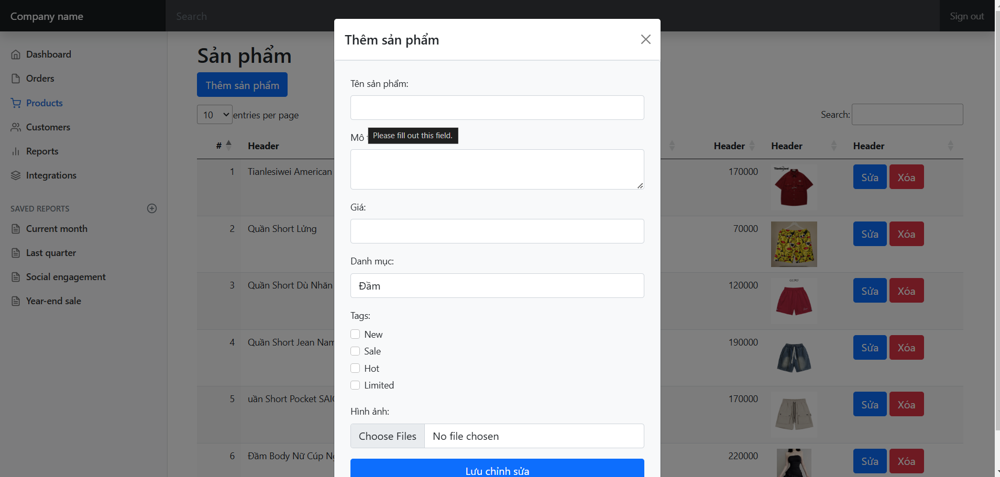 Company name
Search
Sign out
Dashboard
Orders
Products
Customers
Reports
Integrations
SAVED REPORTS
Current month
Last quarter
Social engagement
Year-end sale
Sản phẩm
Thêm sản phẩm
10 entries per page
Search:
# Header Header Header Header
1 Tianlesiwei American 170000 Sửa Xóa
2 Quần Short Lửng 70000 Sửa Xóa
3 Quần Short Dù Nhăn 120000 Sửa Xóa
4 Quần Short Jean Nam 190000 Sửa Xóa
5 uần Short Pocket 170000 Sửa Xóa
6 Đầm Body Nữ Cúp 220000 Sửa Xóa
Thêm sản phẩm
Tên sản phẩm:
Mô
Please fill out this field.
Giá:
Danh mục:
Đầm
Tags:
New
Sale
Hot
Limited
Hình ảnh:
Choose Files No file chosen
Lưu chỉnh sửa